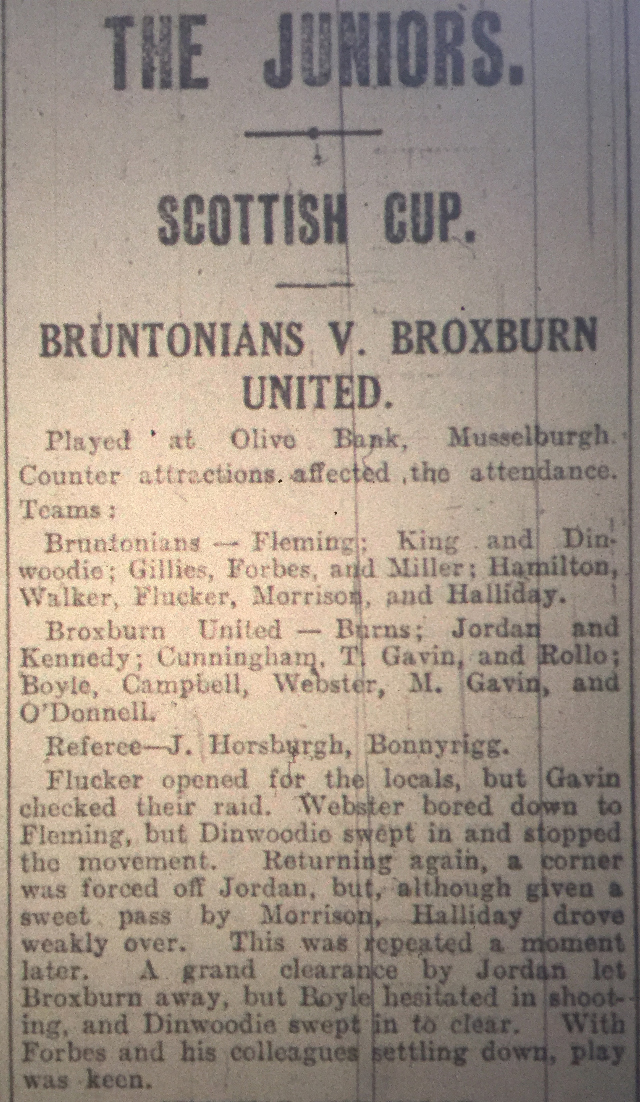 THE JUNIORS.
SCOTTISH CUP.
BRUNTONIANS V. BROXBURN
UNITED.
Played at Olive Bank, Musselburgh.
Counter attractions affected the attendance.
Teams:
Bruntonians — Fleming; King and Din-
woodie; Gillies, Forbes, and Miller; Hamilton,
Walker, Flucker, Morrison, and Halliday.
Broxburn United — Burns; Jordan and
Kennedy; Cunningham, T. Gavin, and Rollo;
Boyle, Campbell, Webster, M. Gavin, and
O'Donnell.
Referee—J. Horsburgh, Bonnyrigg.
Flucker opened for the locals, but Gavin
checked their raid. Webster bored down to
Fleming, but Dinwoodie swept in and stopped
the movement. Returning again, a corner
was forced off Jordan, but, although given a
sweet pass by Morrison, Halliday drove
weakly over. This was repeated a moment
later. A grand clearance by Jordan let
Broxburn away, but Boyle hesitated in shoot-
ing, and Dinwoodie swept in to clear. With
Forbes and his colleagues settling down, play
was keen.